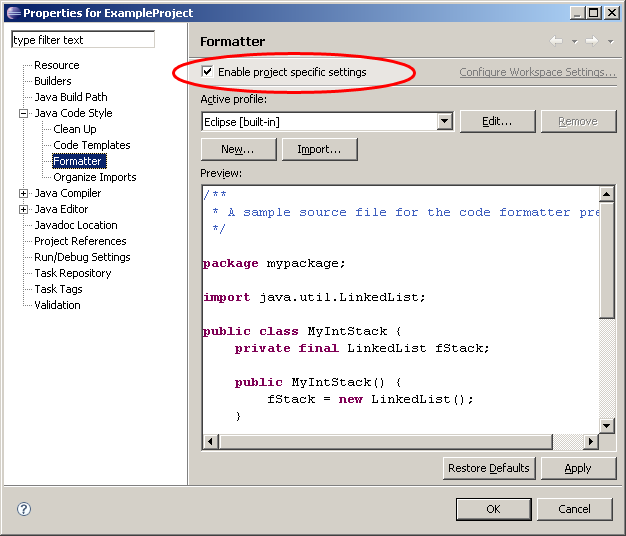 Properties for ExampleProject
type filter text
Resource
Builders
Java Build Path
Java Code Style
Clean Up
Code Templates
Formatter
Organize Imports
Java Compiler
Java Editor
Javadoc Location
Project References
Run/Debug Settings
Task Repository
Task Tags
Validation
Formatter
Enable project specific settings
Configure Workspace Settings...
Active profile:
Eclipse [built-in]
Edit...
Remove
New...
Import...
Preview:
/**
* A sample source file for the code formatter pre
*/
package mypackage;
import java.util.LinkedList;
public class MyIntStack {
private final LinkedList fStack;
public MyIntStack() {
fStack = new LinkedList();
}
Restore Defaults
Apply
?
OK
Cancel